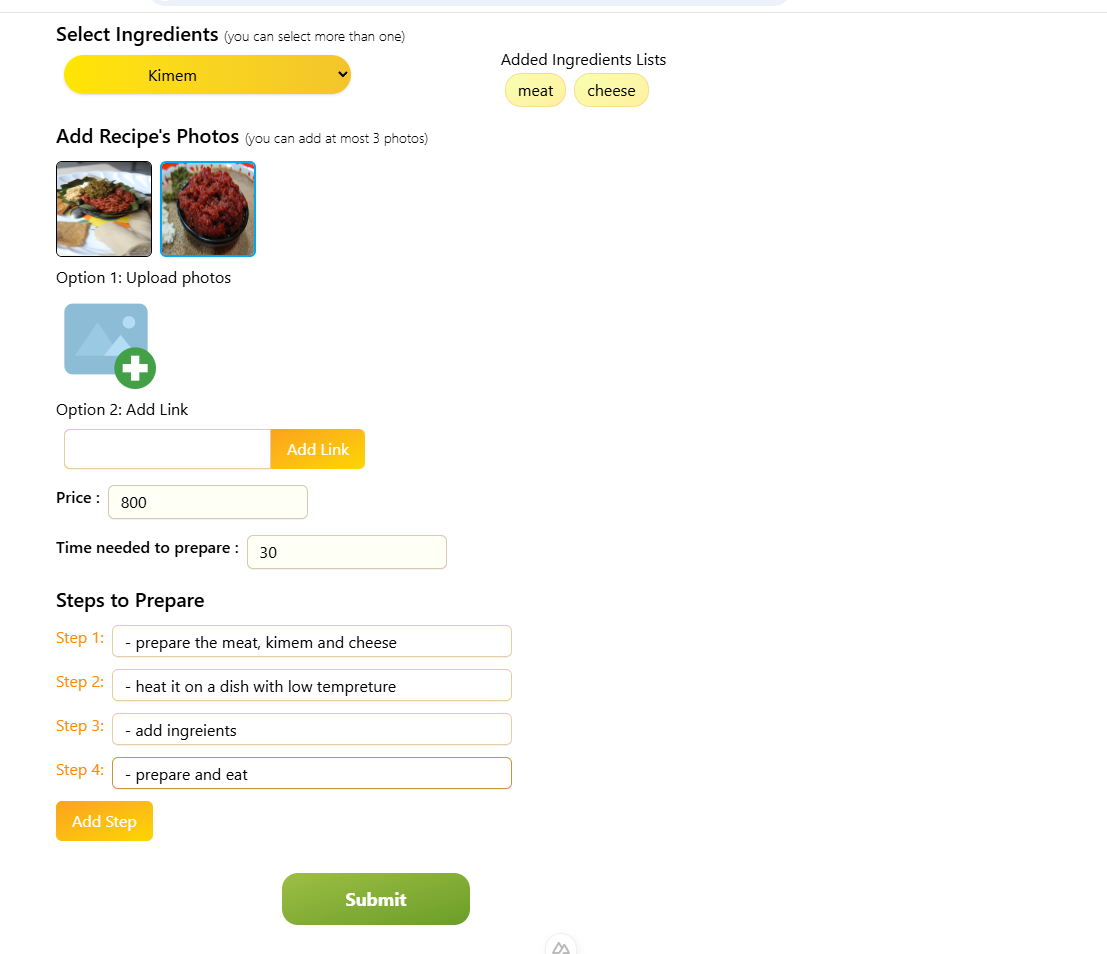 Select Ingredients (you can select more than one)
Kimem
Added Ingredients Lists
meat cheese
Add Recipe's Photos (you can add at most 3 photos)
Option 1: Upload photos
Option 2: Add Link
Add Link
Price : 800
Time needed to prepare : 30
Steps to Prepare
Step 1: - prepare the meat, kimem and cheese
Step 2: - heat it on a dish with low tempreture
Step 3: - add ingreients
Step 4: - prepare and eat
Add Step
Submit